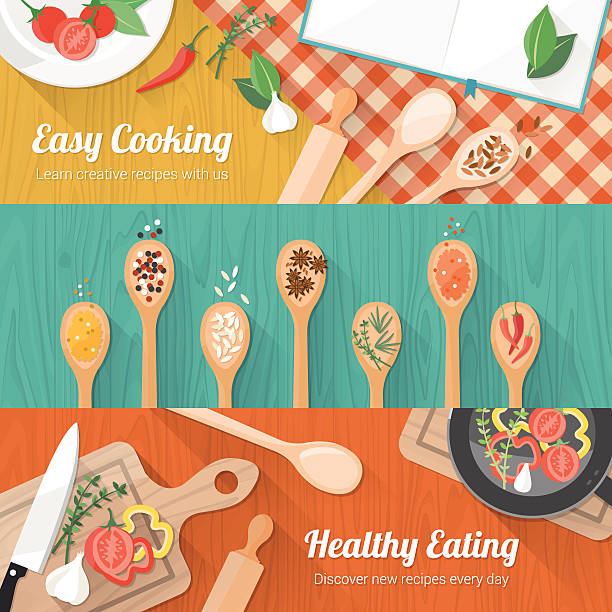 Easy Cooking
Learn creative recipes with us
Healthy Eating
Discover new recipes every day